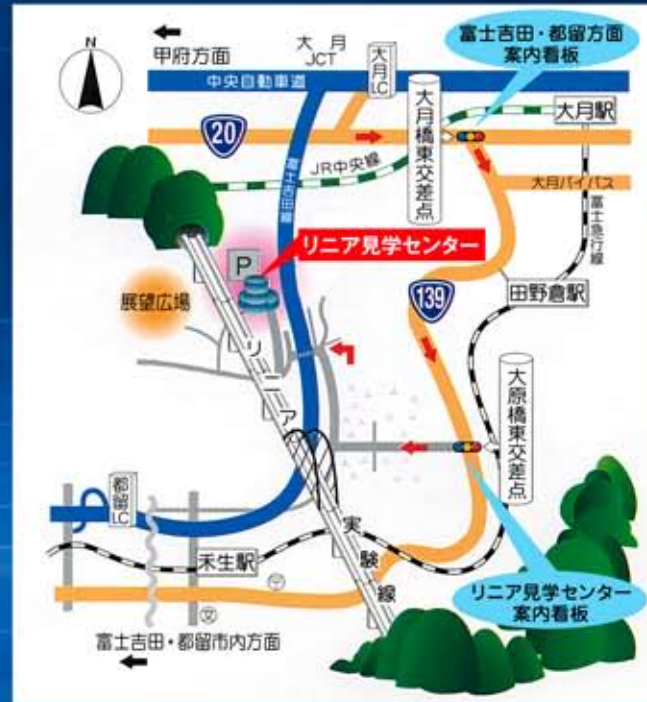 N
甲府方面
大月
JCT
大月IC
中央自動車道
富士吉田・都留方面
案内看板
20
大月橋東交差点
大月駅
JR中央線
富士吉田線
大月バイパス
富士急行線
リニア見学センター
P
展望広場
139
田野倉駅
大原橋東交差点
リニア実験線
都留IC
禾生駅
〒
文
リニア見学センター
案内看板
富士吉田・都留市内方面